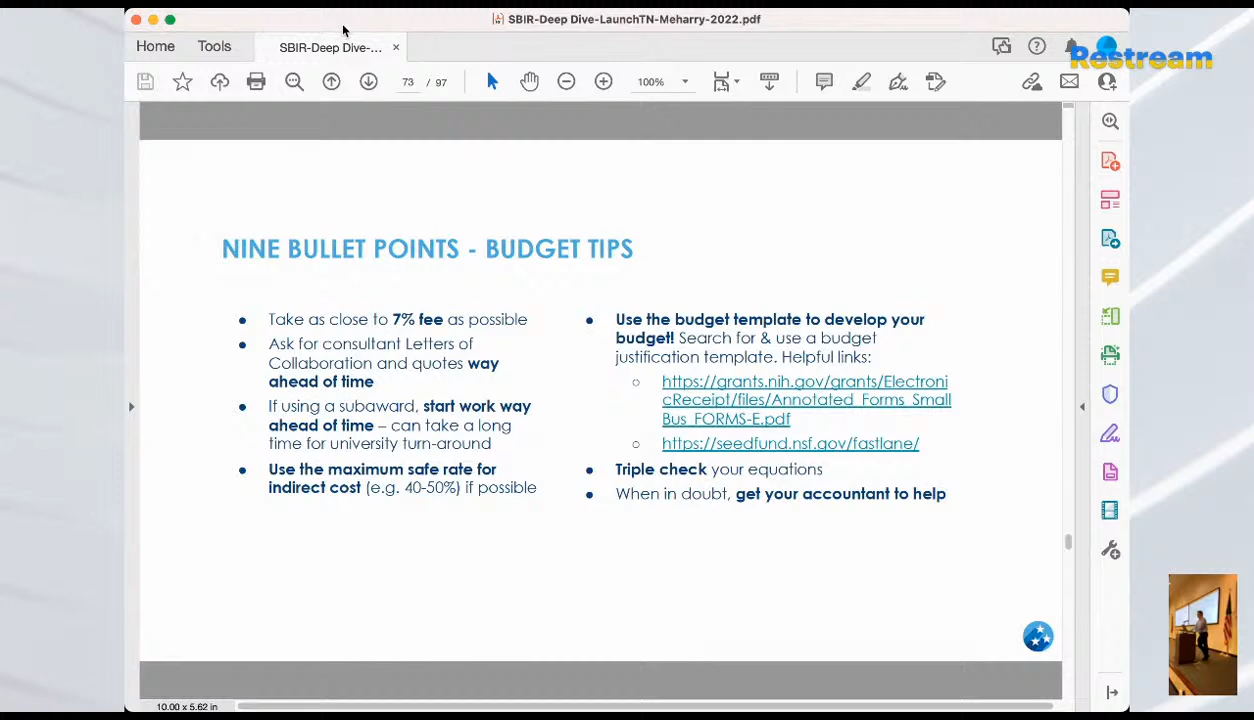 SBIR-Deep Dive-LaunchTN-Meharry-2022.pdf
Home
Tools
SBIR-Deep Dive-...
Restream
73 / 97
100%
NINE BULLET POINTS - BUDGET TIPS
● Take as close to 7% fee as possible
● Ask for consultant Letters of
Collaboration and quotes way
ahead of time
● If using a subaward, start work way
ahead of time – can take a long
time for university turn-around
● Use the maximum safe rate for
indirect cost (e.g. 40-50%) if possible
● Use the budget template to develop your
budget! Search for & use a budget
justification template. Helpful links:
○ https://grants.nih.gov/grants/Electroni
cReceipt/files/Annotated_Forms_Small
Bus_FORMS-E.pdf
○ https://seedfund.nsf.gov/fastlane/
● Triple check your equations
● When in doubt, get your accountant to help
10.00 x 5.62 in